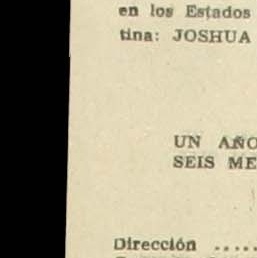 en los Estados
tina: JOSHUA
UN AÑO
SEIS ME
Dirección .....